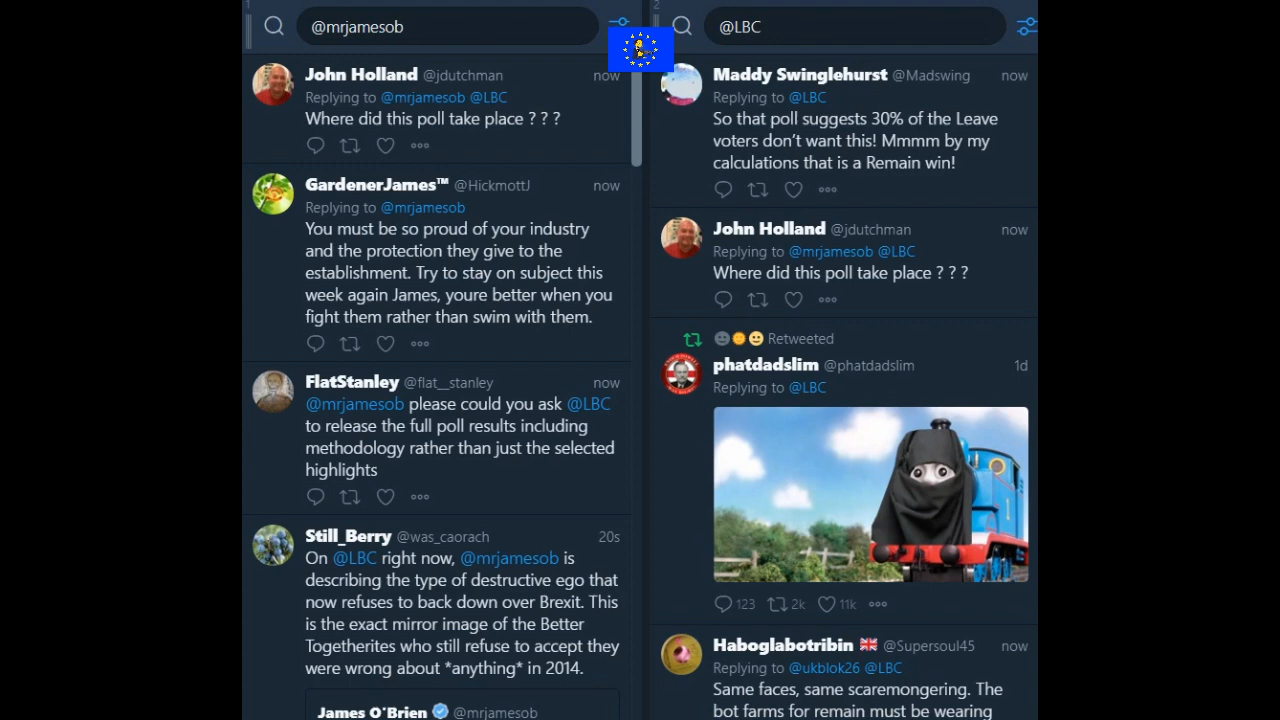 1
@mrjamesob
John Holland @jdutchman now
Replying to @mrjamesob @LBC
Where did this poll take place ? ? ?
GardenerJames™ @HickmottJ now
Replying to @mrjamesob
You must be so proud of your industry
and the protection they give to the
establishment. Try to stay on subject this
week again James, youre better when you
fight them rather than swim with them.
FlatStanley @flat_stanley now
@mrjamesob please could you ask @LBC
to release the full poll results including
methodology rather than just the selected
highlights
Still_Berry @was_caorach 20s
On @LBC right now, @mrjamesob is
describing the type of destructive ego that
now refuses to back down over Brexit. This
is the exact mirror image of the Better
Togetherites who still refuse to accept they
were wrong about *anything* in 2014.
James O'Brien @mrjamesob
2
@LBC
Maddy Swinglehurst @Madswing now
Replying to @LBC
So that poll suggests 30% of the Leave
voters don't want this! Mmmm by my
calculations that is a Remain win!
John Holland @jdutchman now
Replying to @mrjamesob @LBC
Where did this poll take place ? ? ?
Retweeted
phatdadslim @phatdadslim 1d
Replying to @LBC
123 2k 11k
Haboglabotribin @Supersoul45 now
Replying to @ukblok26 @LBC
Same faces, same scaremongering. The
bot farms for remain must be wearing